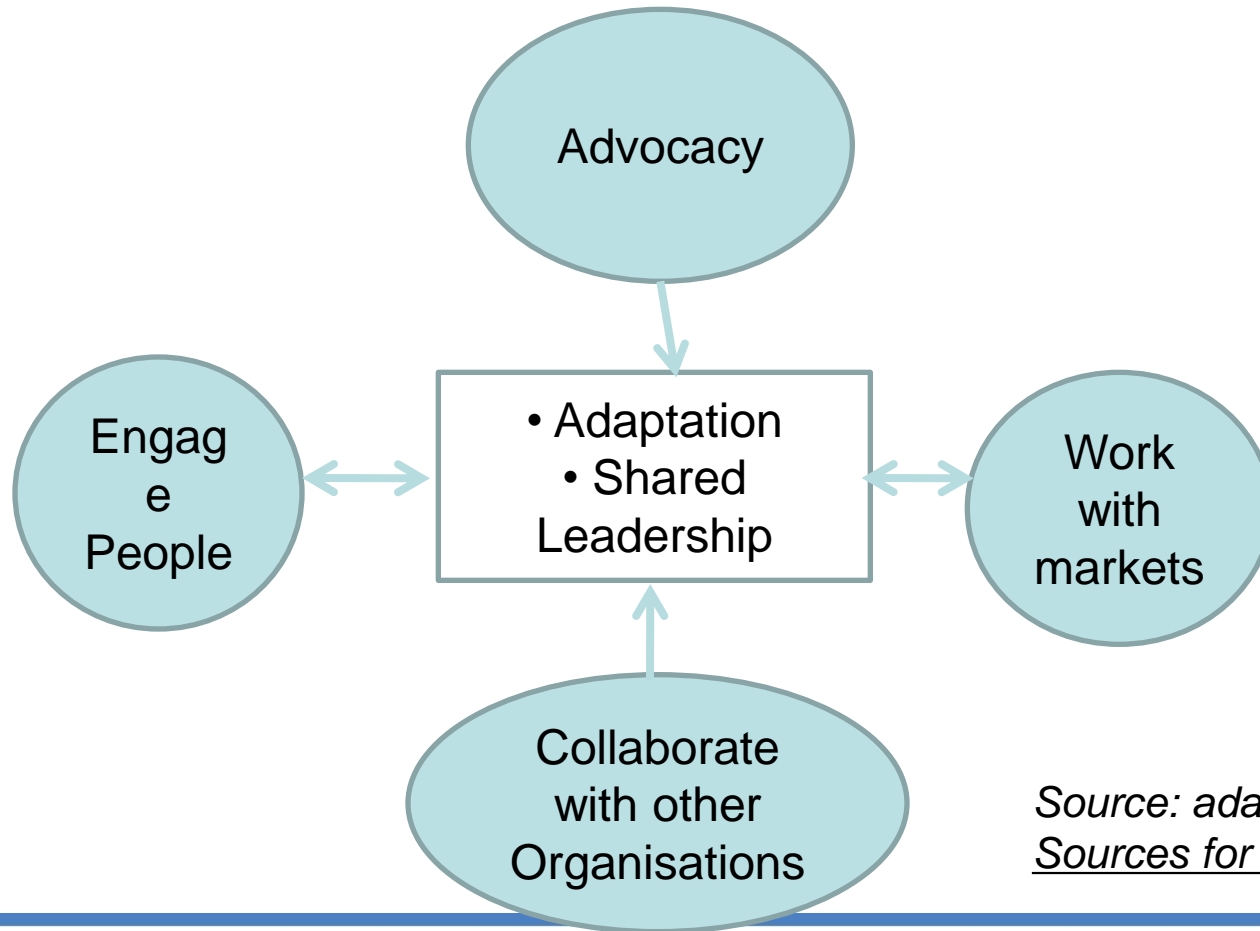 Advocacy
Engag
e
People
• Adaptation
• Shared
Leadership
Work
with
markets
Collaborate
with other
Organisations
Source: ada
Sources for